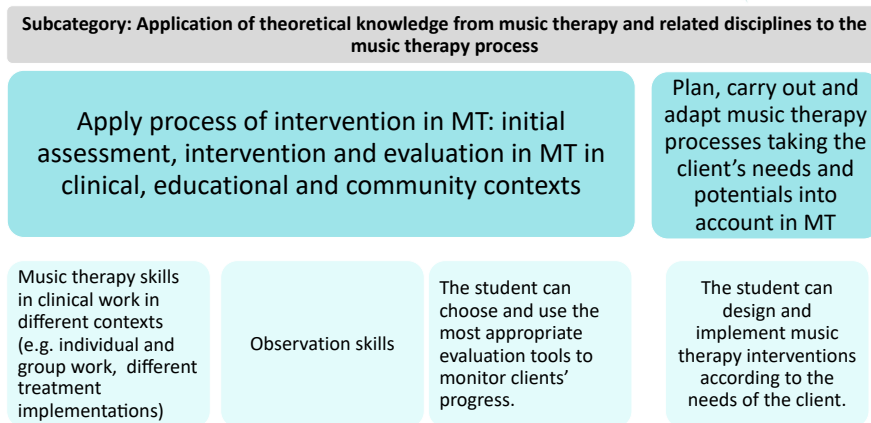 Subcategory: Application of theoretical knowledge from music therapy and related disciplines to the
music therapy process
Apply process of intervention in MT: initial
assessment, intervention and evaluation in MT in
clinical, educational and community contexts
Plan, carry out and
adapt music therapy
processes taking the
client's needs and
potentials into
account in MT
Music therapy skills
in clinical work in
different contexts
(e.g. individual and
group work, different
treatment
implementations)
Observation skills
The student can
choose and use the
most appropriate
evaluation tools to
monitor clients'
progress.
The student can
design and
implement music
therapy interventions
according to the
needs of the client.